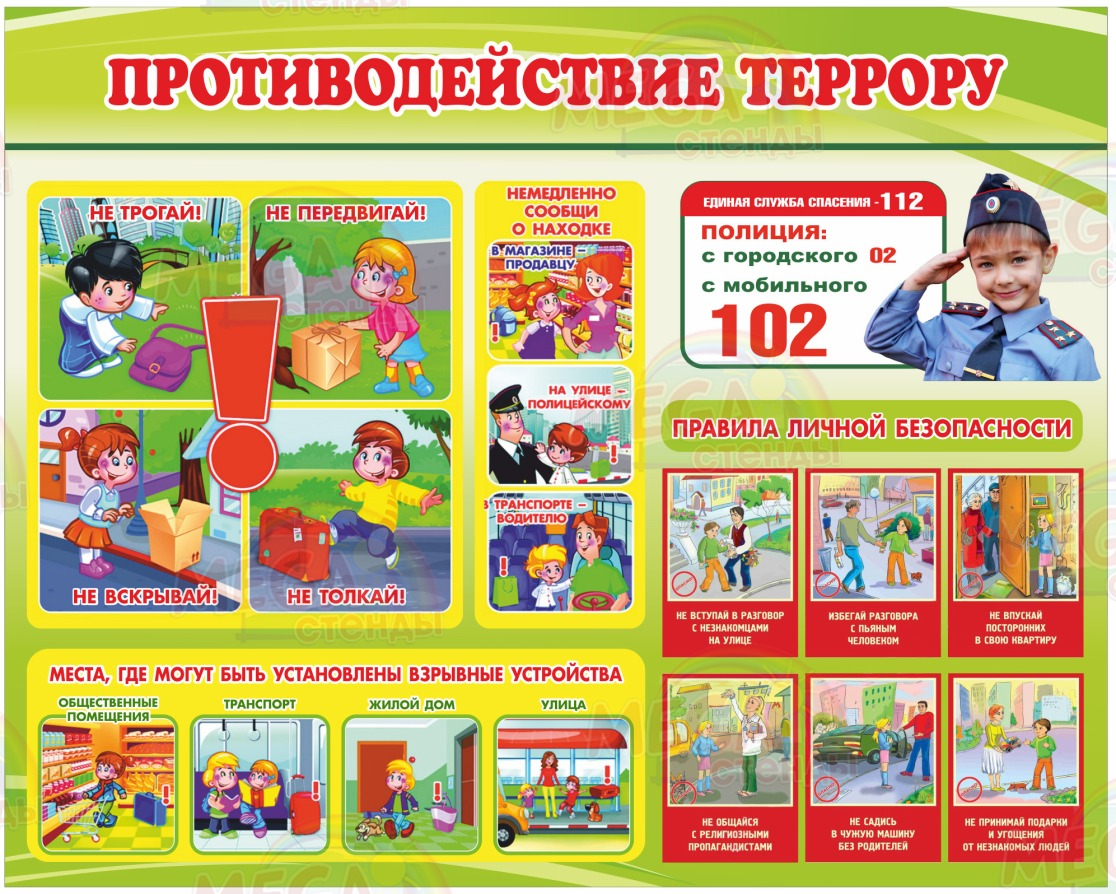 ПРОТИВОДЕЙСТВИЕ ТЕРРОРУ
НЕ ТРОГАЙ!
НЕ ПЕРЕДВИГАЙ!
НЕ ВСКРЫВАЙ!
НЕ ТОЛКАЙ!
НЕМЕДЛЕННО
СООБЩИ
О НАХОДКЕ
В МАГАЗИНЕ –
ПРОДАВЦУ
НА УЛИЦЕ –
ПОЛИЦЕЙСКОМУ
В ТРАНСПОРТЕ –
ВОДИТЕЛЮ
ЕДИНАЯ СЛУЖБА СПАСЕНИЯ -112
ПОЛИЦИЯ:
с городского 02
с мобильного
102
ПРАВИЛА ЛИЧНОЙ БЕЗОПАСНОСТИ
НЕ ВСТУПАЙ В РАЗГОВОР
С НЕЗНАКОМЦАМИ
НА УЛИЦЕ
ИЗБЕГАЙ РАЗГОВОРА
С ПЬЯНЫМ
ЧЕЛОВЕКОМ
НЕ ВПУСКАЙ
ПОСТОРОННИХ
В СВОЮ КВАРТИРУ
НЕ ОБЩАЙСЯ
С РЕЛИГИОЗНЫМИ
ПРОПАГАНДИСТАМИ
НЕ САДИСЬ
В ЧУЖУЮ МАШИНУ
БЕЗ РОДИТЕЛЕЙ
НЕ ПРИНИМАЙ ПОДАРКИ
И УГОЩЕНИЯ
ОТ НЕЗНАКОМЫХ ЛЮДЕЙ
МЕСТА, ГДЕ МОГУТ БЫТЬ УСТАНОВЛЕНЫ ВЗРЫВНЫЕ УСТРОЙСТВА
ОБЩЕСТВЕННЫЕ
ПОМЕЩЕНИЯ
ТРАНСПОРТ
ЖИЛОЙ ДОМ
УЛИЦА
MEGA
стенды